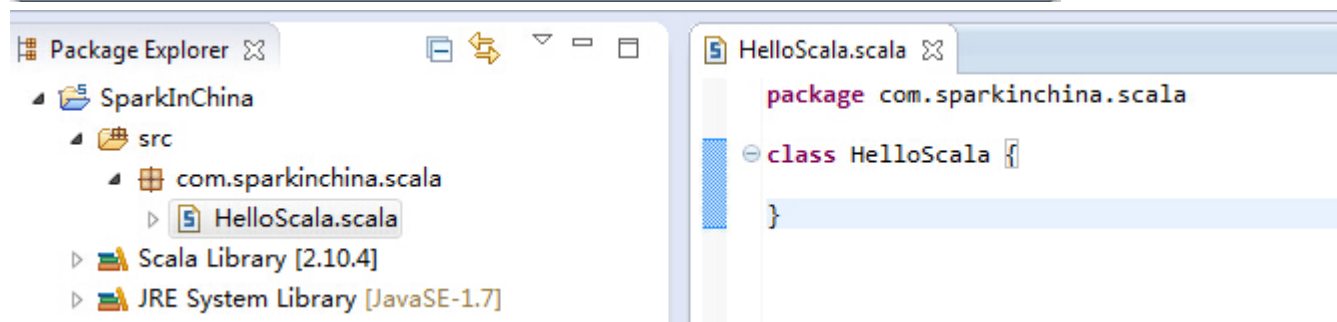 Package Explorer
SparkInChina
src
com.sparkinchina.scala
HelloScala.scala
Scala Library [2.10.4]
JRE System Library [JavaSE-1.7]
HelloScala.scala
package com.sparkinchina.scala
class HelloScala {
}